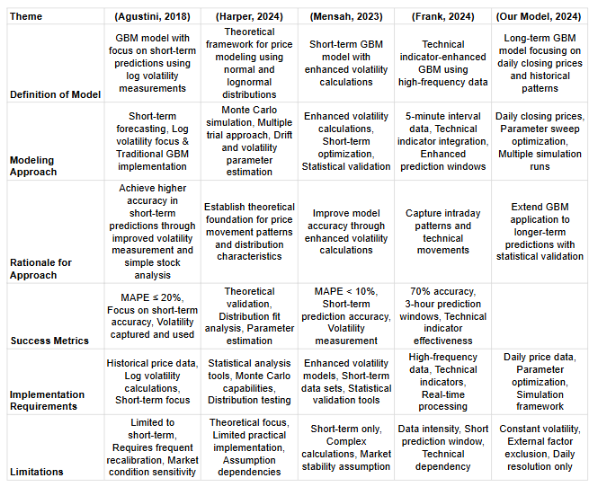 Theme (Agustini, 2018) (Harper, 2024) (Mensah, 2023) (Frank, 2024) (Our Model, 2024)
Definition of Model
GBM model with
focus on short-term
predictions using
log volatility
measurements
Theoretical
framework for price
modeling using
normal and
lognormal
distributions
Short-term GBM
model with
enhanced volatility
calculations
Technical
indicator-enhanced
GBM using
high-frequency data
Long-term GBM
model focusing on
daily closing prices
and historical
patterns
Modeling
Approach
Short-term
forecasting, Log
volatility focus &
Traditional GBM
implementation
Monte Carlo
simulation, Multiple
trial approach, Drift
and volatility
parameter
estimation
Enhanced volatility
calculations,
Short-term
optimization,
Statistical validation
5-minute interval
data, Technical
indicator integration,
Enhanced
prediction windows
Daily closing prices,
Parameter sweep
optimization,
Multiple simulation
runs
Rationale for
Approach
Achieve higher
accuracy in
short-term
predictions through
improved volatility
measurement and
simple stock
analysis
Establish theoretical
foundation for price
movement patterns
and distribution
characteristics
Improve model
accuracy through
enhanced volatility
calculations
Capture intraday
patterns and
technical
movements
Extend GBM
application to
longer-term
predictions with
statistical validation
Success Metrics
MAPE ≤ 20%,
Focus on short-term
accuracy, Volatility
captured and used
Theoretical
validation,
Distribution fit
analysis, Parameter
estimation
MAPE < 10%,
Short-term
prediction accuracy,
Volatility
measurement
70% accuracy,
3-hour prediction
windows, Technical
indicator
effectiveness
Implementation
Requirements
Historical price data,
Log volatility
calculations,
Short-term focus
Statistical analysis
tools, Monte Carlo
capabilities,
Distribution testing
Enhanced volatility
models, Short-term
data sets, Statistical
validation tools
High-frequency
data, Technical
indicators,
Real-time
processing
Daily price data,
Parameter
optimization,
Simulation
framework
Limitations
Limited to
short-term,
Requires frequent
recalibration, Market
condition sensitivity
Theoretical focus,
Limited practical
implementation,
Assumption
dependencies
Short-term only,
Complex
calculations, Market
stability assumption
Data intensity, Short
prediction window,
Technical
dependency
Constant volatility,
External factor
exclusion, Daily
resolution only